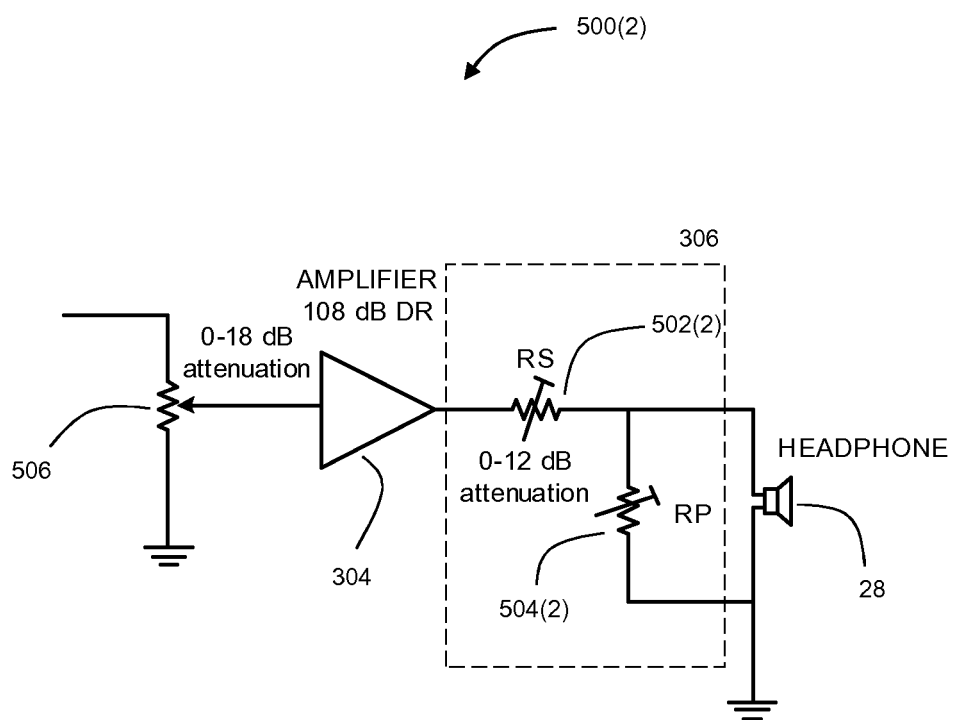 500(2)
306
AMPLIFIER
108 dB DR
0-18 dB
attenuation
502(2)
RS
HEADPHONE
0-12 dB
attenuation
506
RP
304
504(2)
28